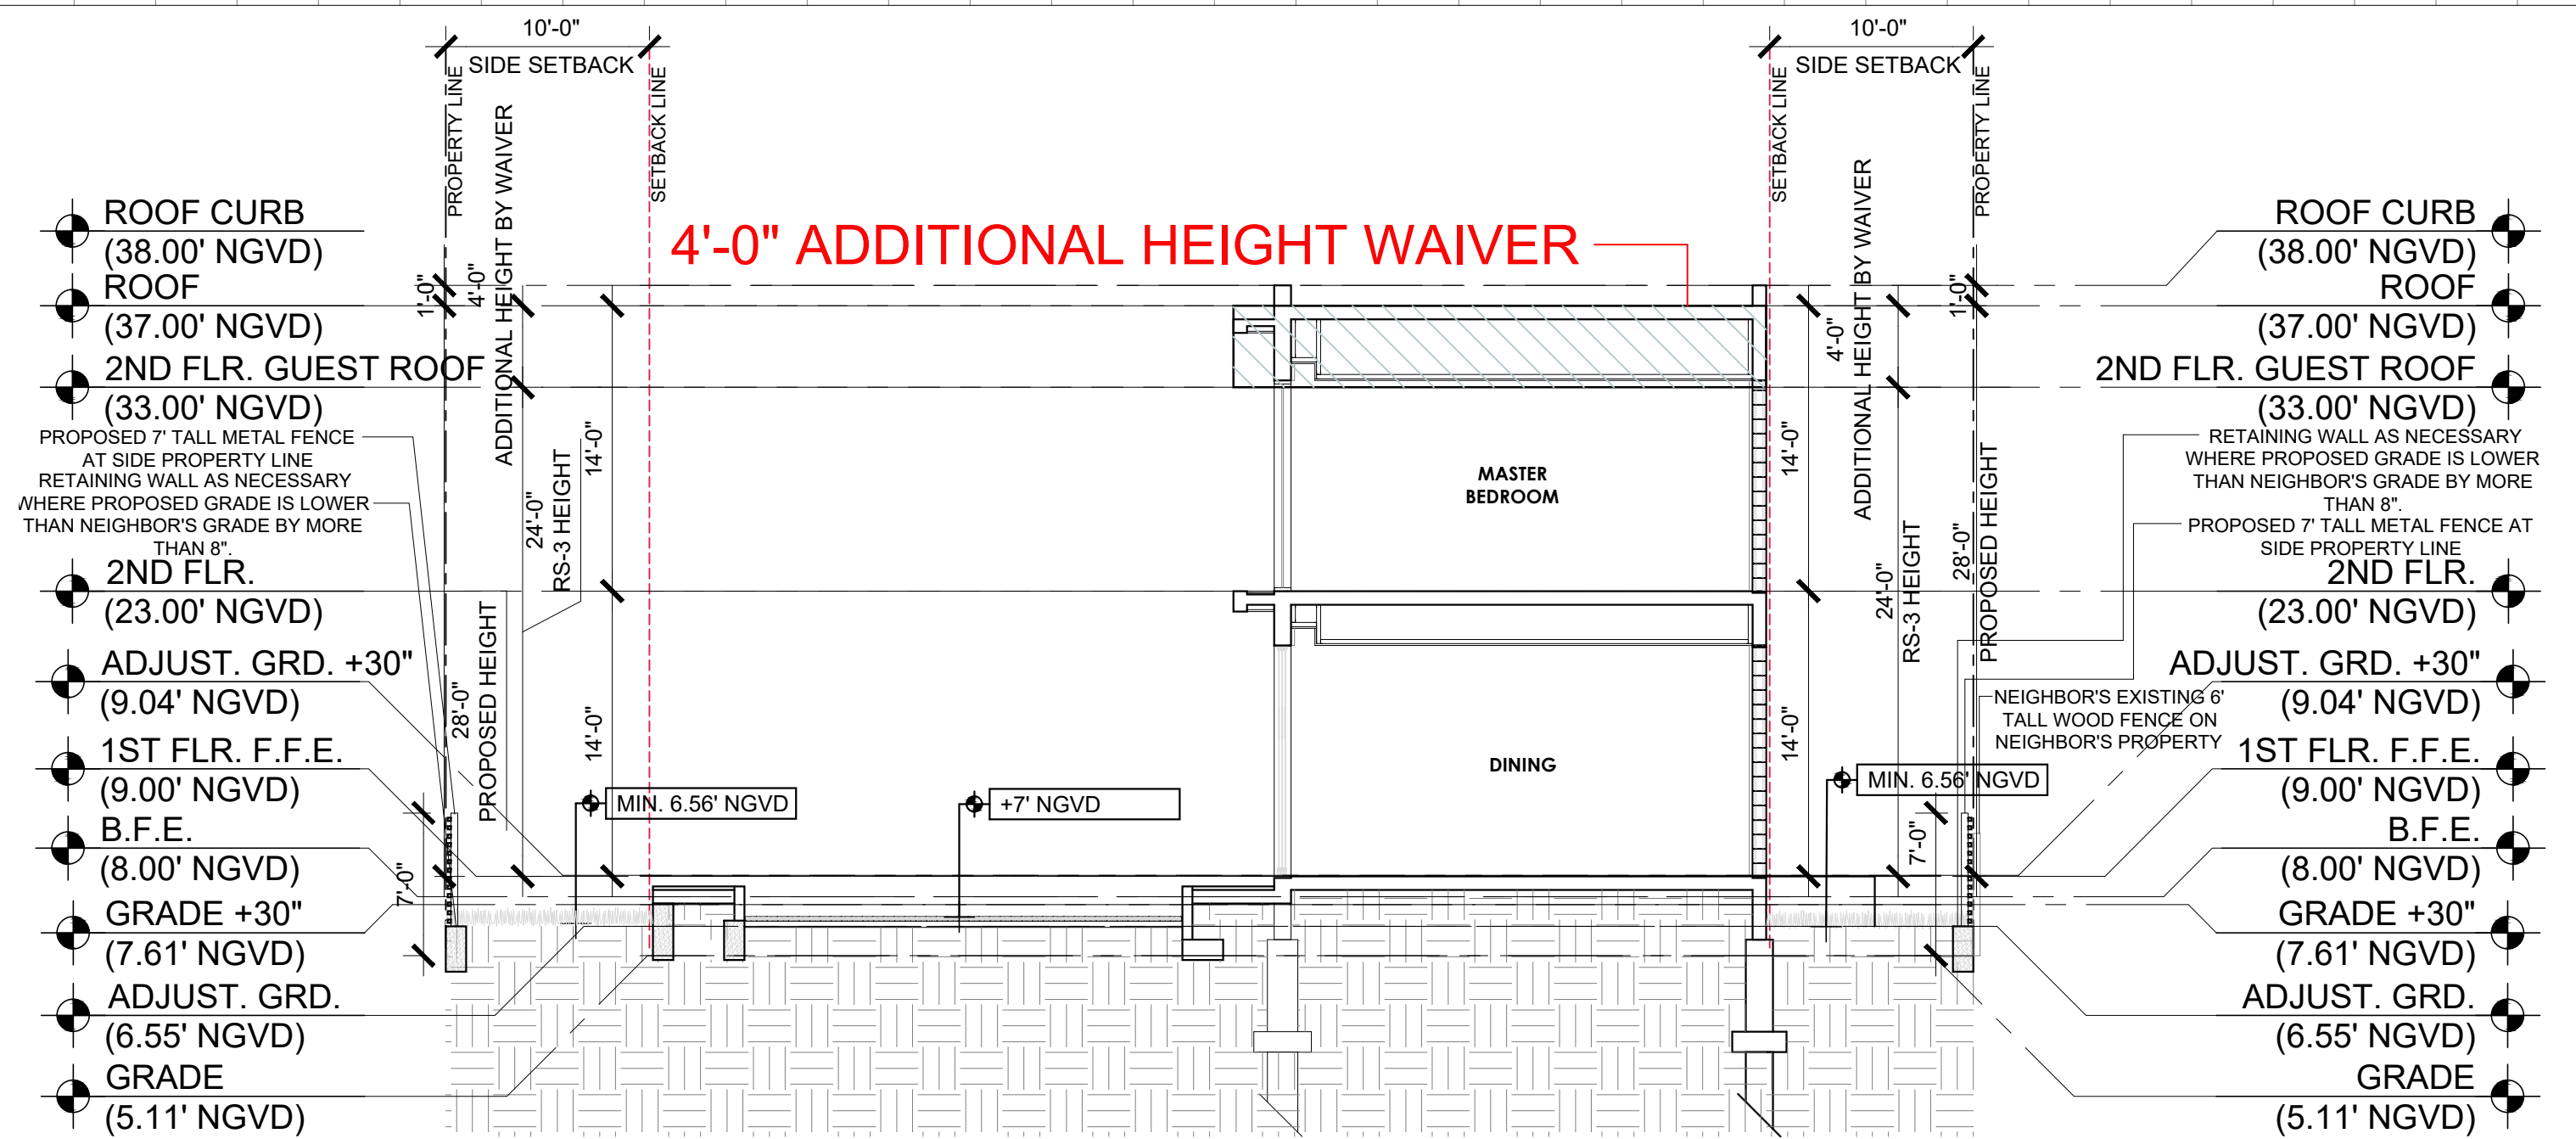 10'-0"
SIDE SETBACK
10'-0"
SIDE SETBACK
PROPERTY LINE
ADDITIONAL HEIGHT BY WAIVER
SETBACK LINE
SETBACK LINE
ADDITIONAL HEIGHT BY WAIVER
PROPERTY LINE
4'-0" ADDITIONAL HEIGHT WAIVER
ROOF CURB
(38.00' NGVD)
ROOF
(37.00' NGVD)
2ND FLR. GUEST ROOF
(33.00' NGVD)
PROPOSED 7' TALL METAL FENCE
AT SIDE PROPERTY LINE
RETAINING WALL AS NECESSARY
WHERE PROPOSED GRADE IS LOWER
THAN NEIGHBOR'S GRADE BY MORE
THAN 8".
2ND FLR.
(23.00' NGVD)
ADJUST. GRD. +30"
(9.04' NGVD)
1ST FLR. F.F.E.
(9.00' NGVD)
B.F.E.
(8.00' NGVD)
GRADE +30"
(7.61' NGVD)
ADJUST. GRD.
(6.55' NGVD)
GRADE
(5.11' NGVD)
1'-0"
4'-0"
24'-0"
RS-3 HEIGHT
14'-0"
28'-0"
PROPOSED HEIGHT
14'-0"
7'-0"
MIN. 6.56' NGVD
+7' NGVD
MASTER
BEDROOM
DINING
14'-0"
14'-0"
4'-0"
1'-0"
24'-0"
RS-3 HEIGHT
28'-0"
PROPOSED HEIGHT
MIN. 6.56' NGVD
7'-0"
ROOF CURB
(38.00' NGVD)
ROOF
(37.00' NGVD)
2ND FLR. GUEST ROOF
(33.00' NGVD)
RETAINING WALL AS NECESSARY
WHERE PROPOSED GRADE IS LOWER
THAN NEIGHBOR'S GRADE BY MORE
THAN 8".
PROPOSED 7' TALL METAL FENCE AT
SIDE PROPERTY LINE
2ND FLR.
(23.00' NGVD)
ADJUST. GRD. +30"
(9.04' NGVD)
NEIGHBOR'S EXISTING 6'
TALL WOOD FENCE ON
NEIGHBOR'S PROPERTY
1ST FLR. F.F.E.
(9.00' NGVD)
B.F.E.
(8.00' NGVD)
GRADE +30"
(7.61' NGVD)
ADJUST. GRD.
(6.55' NGVD)
GRADE
(5.11' NGVD)